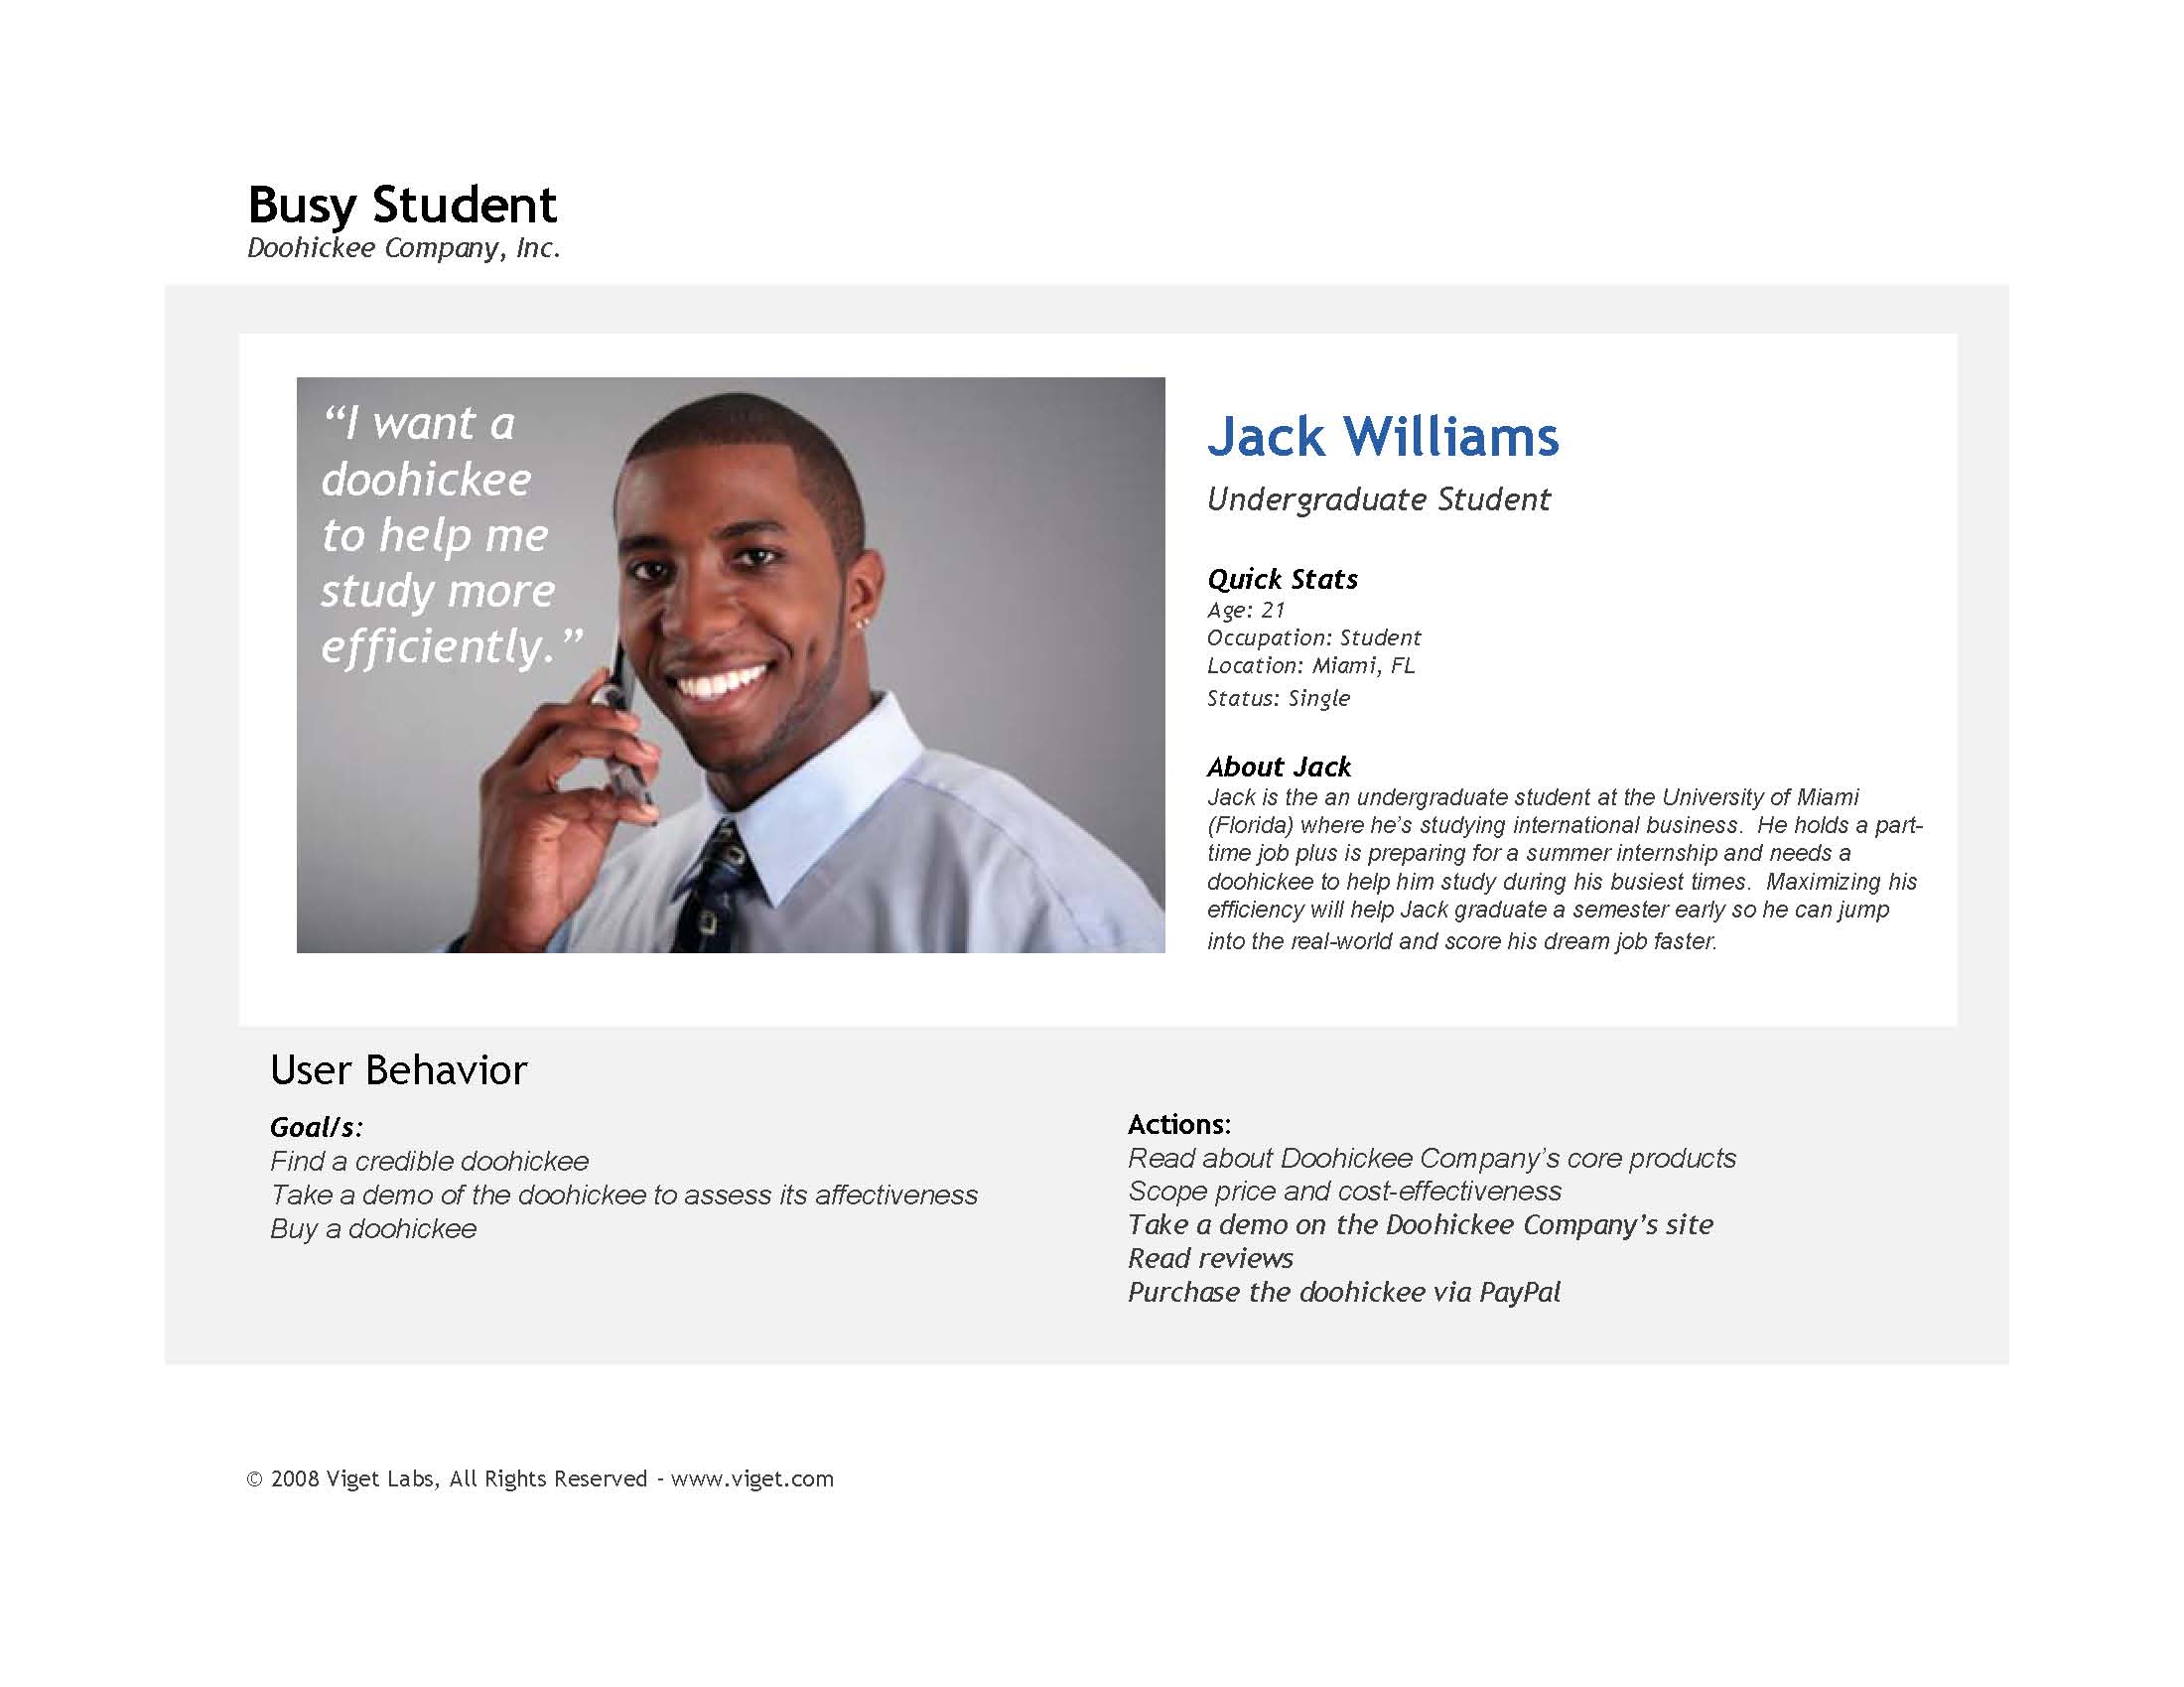 Busy Student
Doohickee Company, Inc.
“I want a
doohickee
to help me
study more
efficiently.”
Jack Williams
Undergraduate Student
Quick Stats
Age: 21
Occupation: Student
Location: Miami, FL
Status: Single
About Jack
Jack is the an undergraduate student at the University of Miami
(Florida) where he’s studying international business.  He holds a part-
time job plus is preparing for a summer internship and needs a
doohickee to help him study during his busiest times.  Maximizing his
efficiency will help Jack graduate a semester early so he can jump
into the real-world and score his dream job faster.
User Behavior
Goal/s:
Find a credible doohickee
Take a demo of the doohickee to assess its affectiveness
Buy a doohickee
Actions:
Read about Doohickee Company’s core products
Scope price and cost-effectiveness
Take a demo on the Doohickee Company’s site
Read reviews
Purchase the doohickee via PayPal
© 2008 Viget Labs, All Rights Reserved - www.viget.com